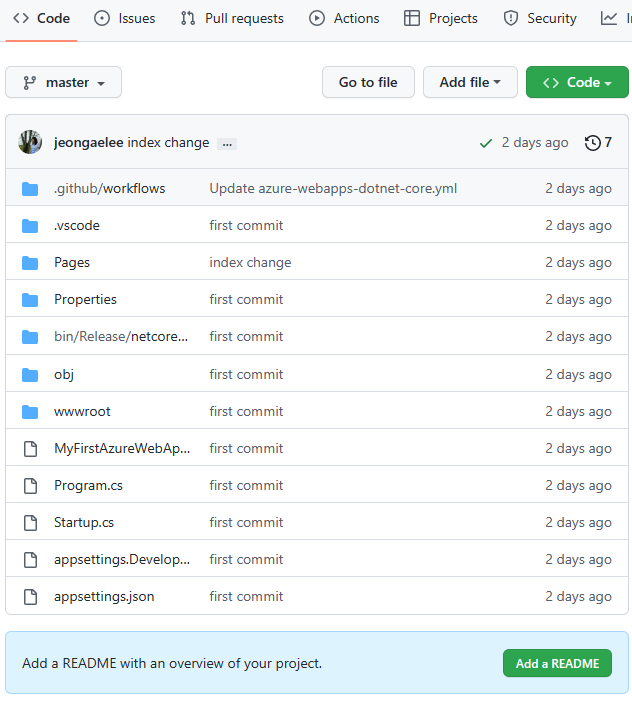 Code Issues Pull requests Actions Projects Security
master Go to file Add file Code
jeongaelee index change ... 2 days ago 7
.github/workflows Update azure-webapps-dotnet-core.yml 2 days ago
.vscode first commit 2 days ago
Pages index change 2 days ago
Properties first commit 2 days ago
bin/Release/netcore... first commit 2 days ago
obj first commit 2 days ago
wwwroot first commit 2 days ago
MyFirstAzureWebAp... first commit 2 days ago
Program.cs first commit 2 days ago
Startup.cs first commit 2 days ago
appsettings.Develop... first commit 2 days ago
appsettings.json first commit 2 days ago
Add a README with an overview of your project. Add a README